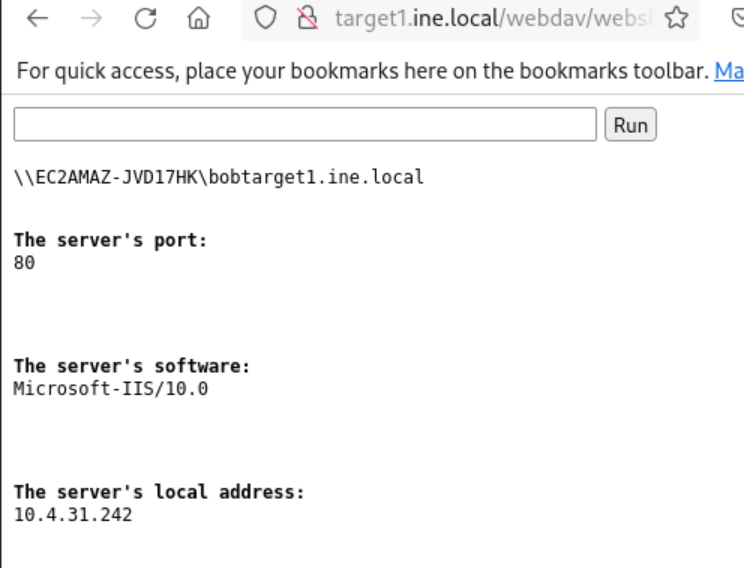 target1.ine.local/webdav/websl
For quick access, place your bookmarks here on the bookmarks toolbar. Ma
Run
\\EC2AMAZ-JVD17HK\bobtarget1.ine.local
The server's port:
80
The server's software:
Microsoft-IIS/10.0
The server's local address:
10.4.31.242